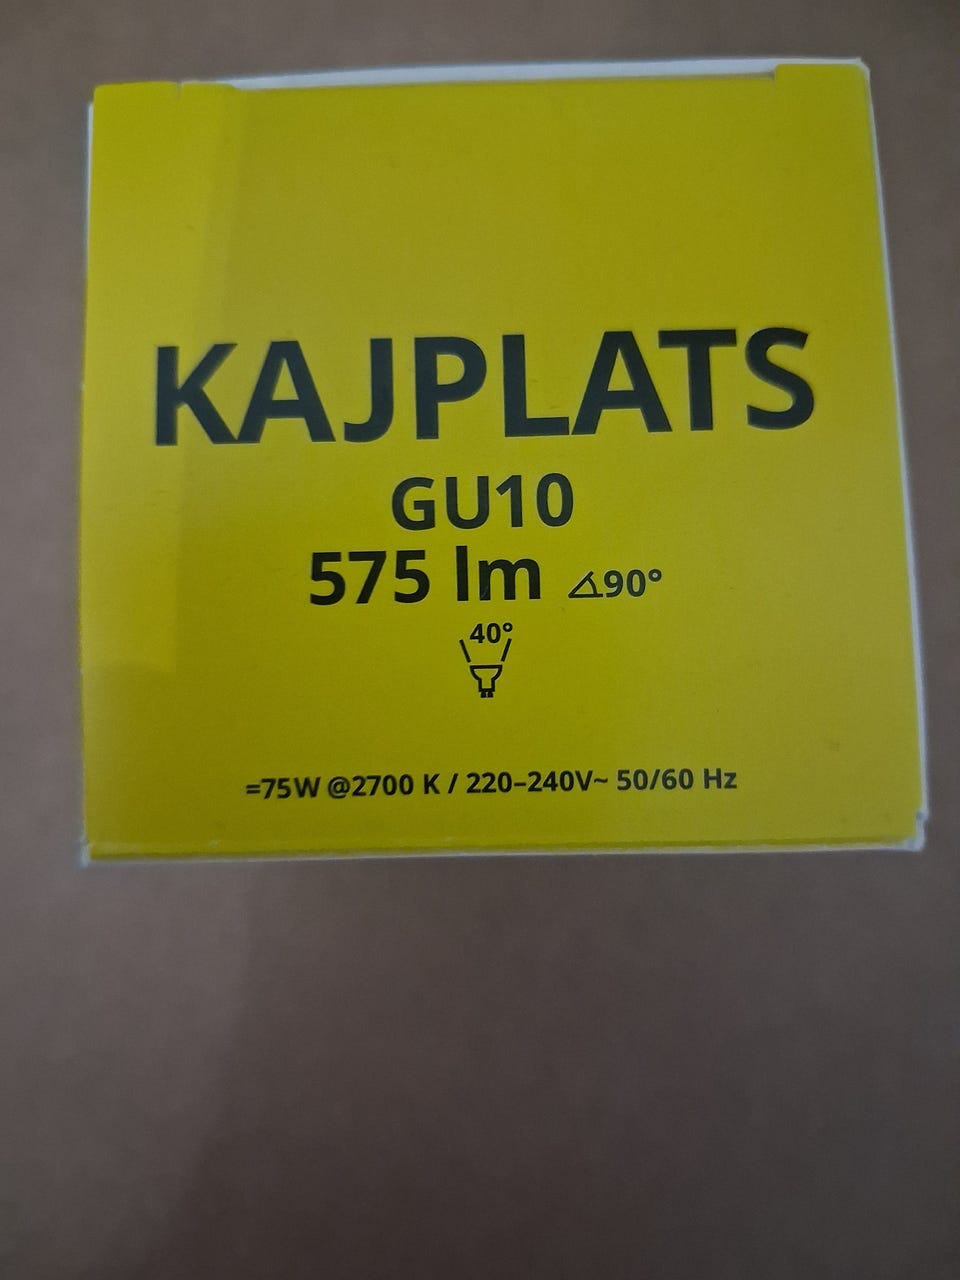 KAJPLATS
GU10
575 lm ∡90°
40°
=75W @2700 K / 220–240V~ 50/60 Hz